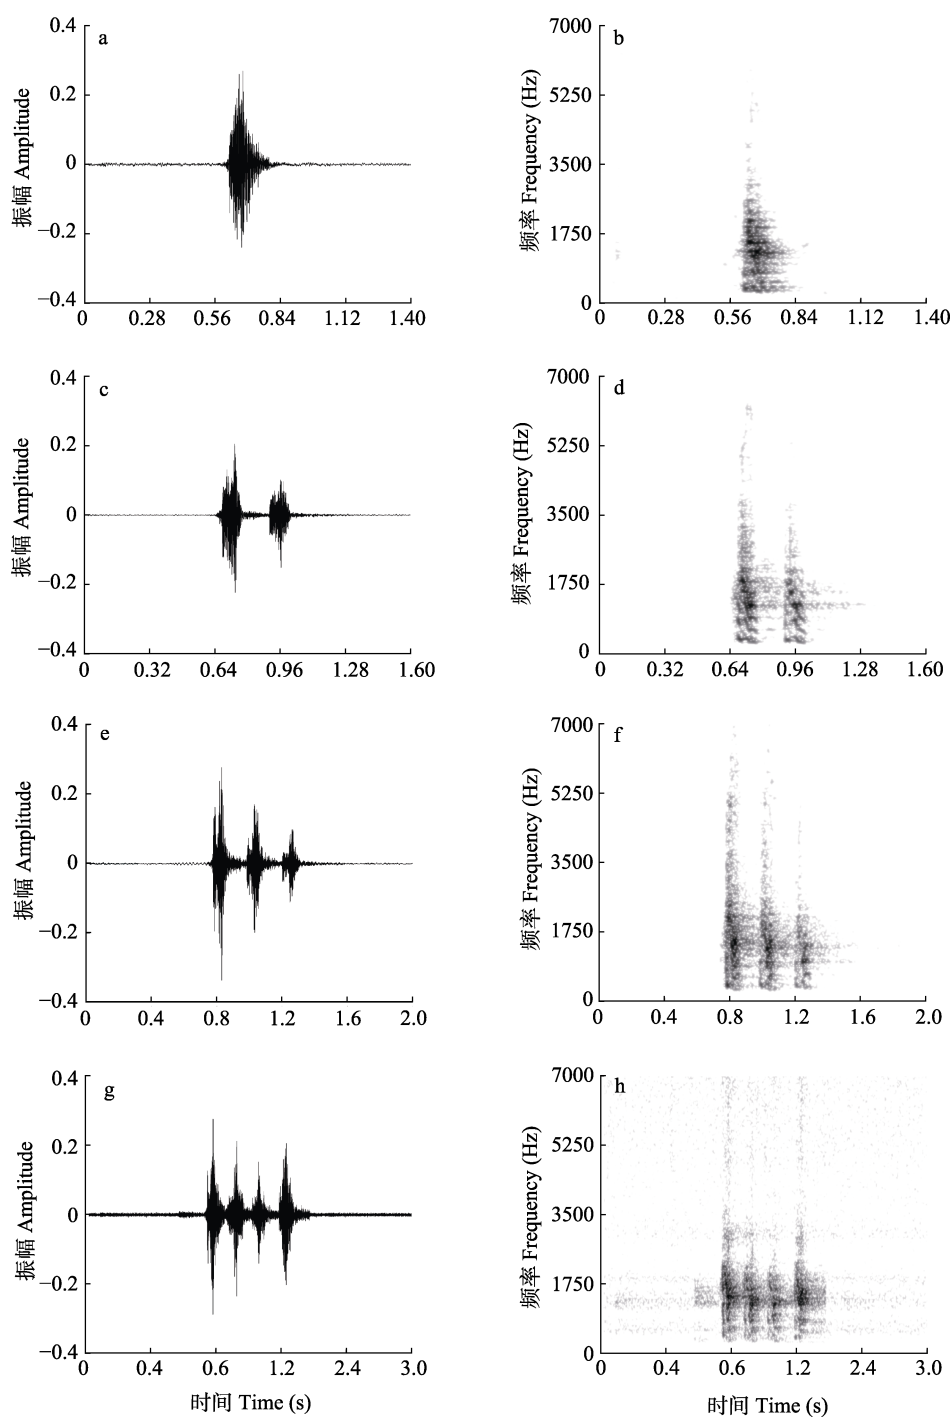 a
0.4
0.2
0
−0.2
−0.4
振幅 Amplitude
0 0.28 0.56 0.84 1.12 1.40
b
7000
5250
3500
1750
0
频率 Frequency (Hz)
0 0.28 0.56 0.84 1.12 1.40
c
0.4
0.2
0
−0.2
−0.4
振幅 Amplitude
0 0.32 0.64 0.96 1.28 1.60
d
7000
5250
3500
1750
0
频率 Frequency (Hz)
0 0.32 0.64 0.96 1.28 1.60
e
0.4
0.2
0
−0.2
−0.4
振幅 Amplitude
0 0.4 0.8 1.2 1.6 2.0
f
7000
5250
3500
1750
0
频率 Frequency (Hz)
0 0.4 0.8 1.2 1.6 2.0
g
0.4
0.2
0
−0.2
−0.4
振幅 Amplitude
0 0.4 0.6 1.2 2.4 3.0
时间 Time (s)
h
7000
5250
3500
1750
0
频率 Frequency (Hz)
0 0.4 0.6 1.2 2.4 3.0
时间 Time (s)